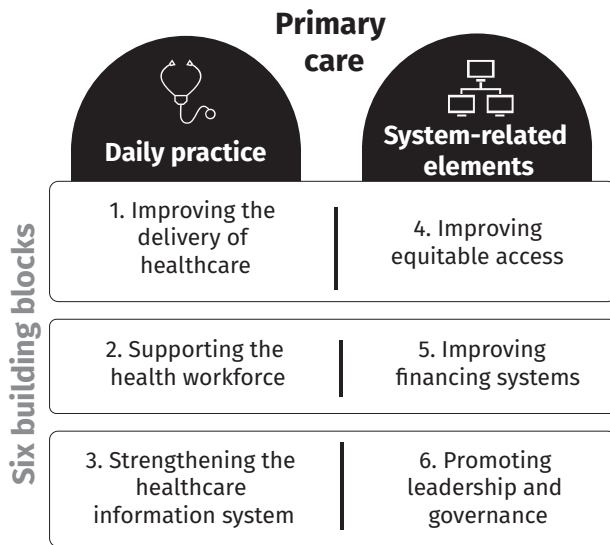 Primary
care
Daily practice
System-related
elements
Six building blocks
1. Improving the
delivery of
healthcare
4. Improving
equitable access
2. Supporting the
health workforce
5. Improving
financing systems
3. Strengthening the
healthcare
information system
6. Promoting
leadership and
governance